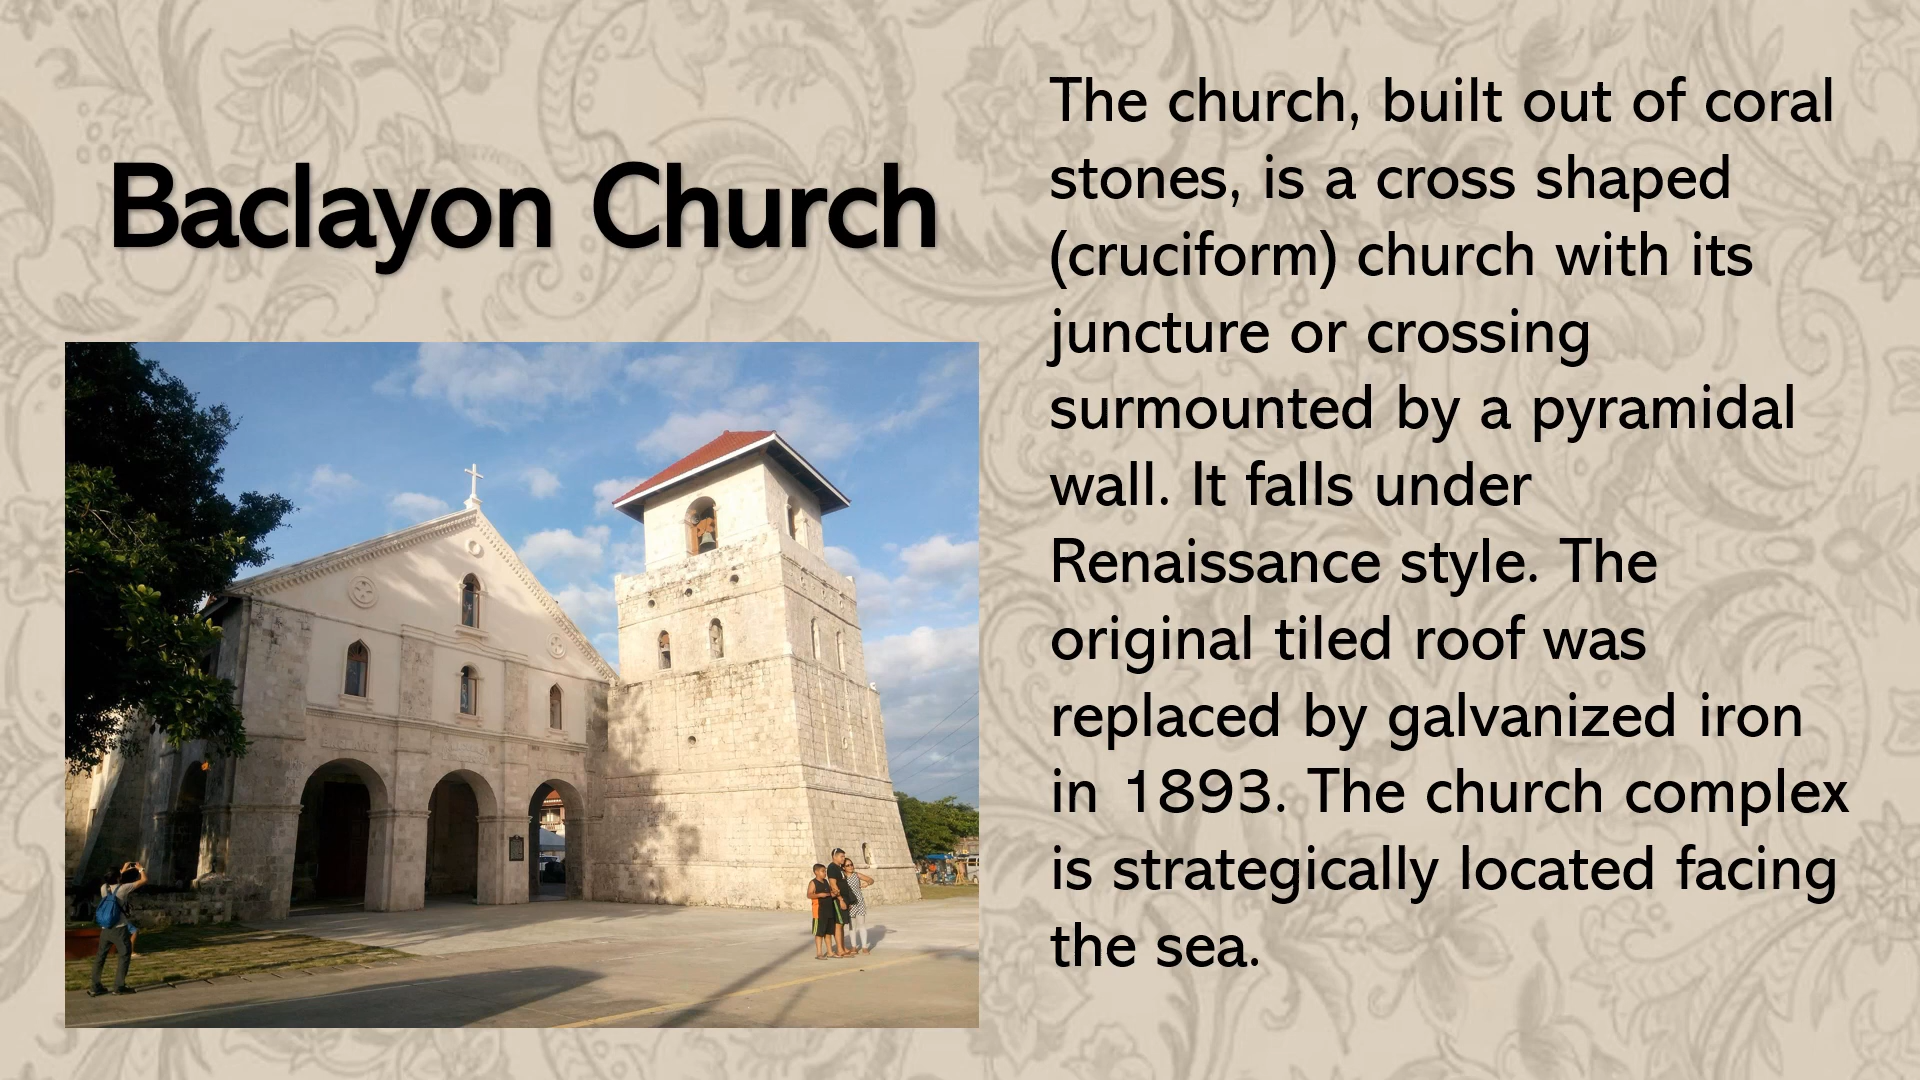 Baclayon Church
The church, built out of coral
stones, is a cross shaped
(cruciform) church with its
juncture or crossing
surmounted by a pyramidal
wall. It falls under
Renaissance style. The
original tiled roof was
replaced by galvanized iron
in 1893. The church complex
is strategically located facing
the sea.